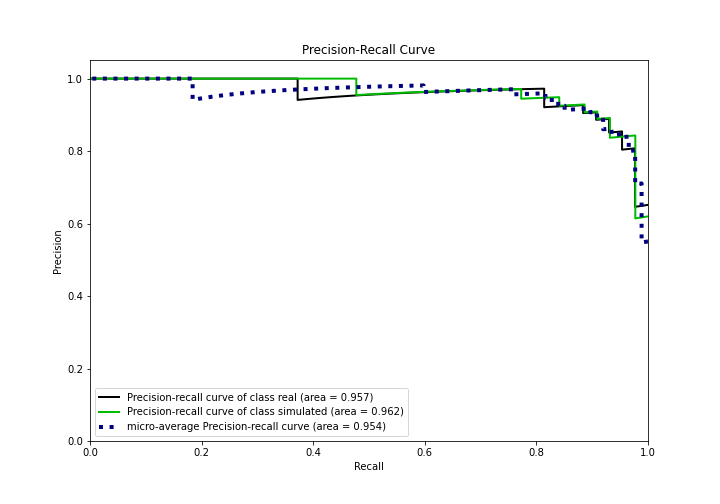 Precision-Recall Curve
1.0
0.8
0.6
0.4
0.2
0.0
Precision
Precision-recall curve of class real (area = 0.957)
Precision-recall curve of class simulated (area = 0.962)
micro-average Precision-recall curve (area = 0.954)
0.0 0.2 0.4 0.6 0.8 1.0
Recall